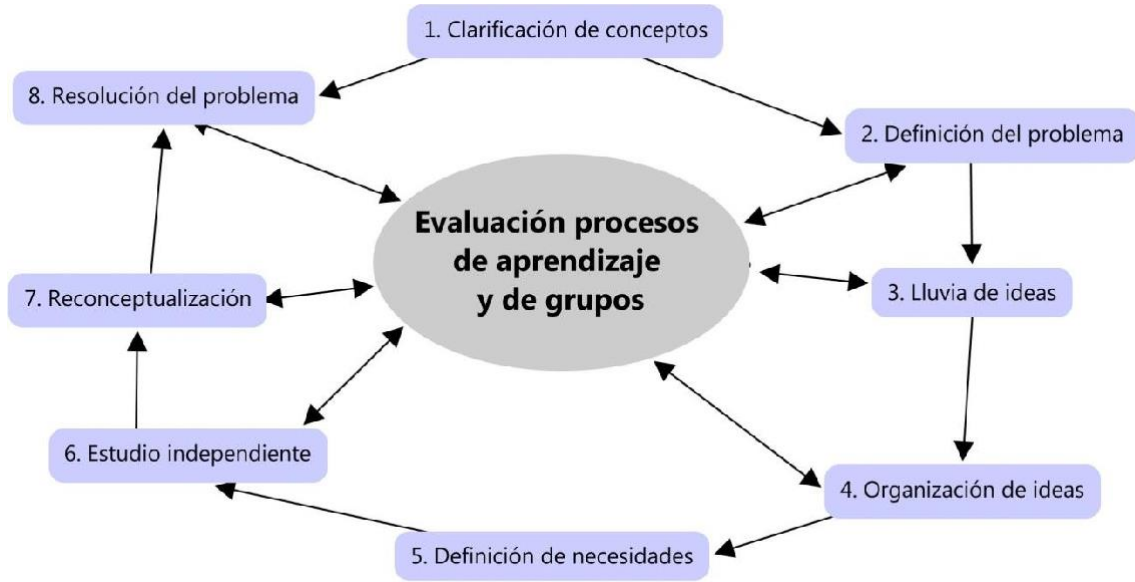 1. Clarificación de conceptos
2. Definición del problema
3. Lluvia de ideas
4. Organización de ideas
5. Definición de necesidades
6. Estudio independiente
7. Reconceptualización
8. Resolución del problema
Evaluación procesos
de aprendizaje
y de grupos